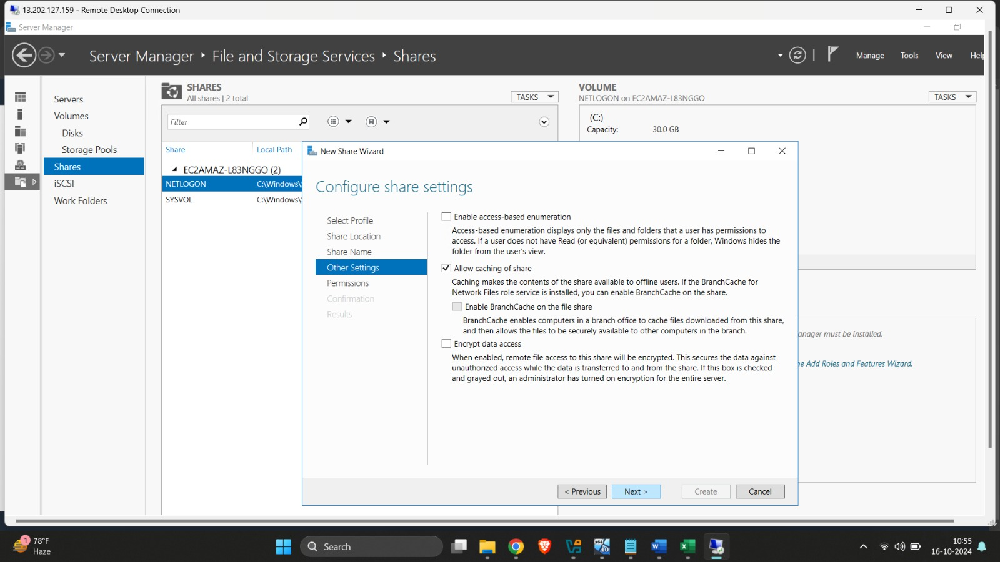 13.202.127.159 - Remote Desktop Connection
Server Manager
Server Manager ‣ File and Storage Services ‣ Shares
Manage Tools View Help
Servers
Volumes
Disks
Storage Pools
Shares
iSCSI
Work Folders
SHARES
All shares | 2 total
TASKS
Filter
Share Local Path
EC2AMAZ-L83NGGO (2)
NETLOGON C:\Windows\
SYSVOL C:\Windows\
VOLUME
NETLOGON on EC2AMAZ-L83NGGO
TASKS
(C:)
Capacity: 30.0 GB
anager must be installed.
he Add Roles and Features Wizard.
New Share Wizard
Configure share settings
Select Profile
Share Location
Share Name
Other Settings
Permissions
Confirmation
Results
Enable access-based enumeration
Access-based enumeration displays only the files and folders that a user has permissions to
access. If a user does not have Read (or equivalent) permissions for a folder, Windows hides the
folder from the user's view.
Allow caching of share
Caching makes the contents of the share available to offline users. If the BranchCache for
Network Files role service is installed, you can enable BranchCache on the share.
Enable BranchCache on the file share
BranchCache enables computers in a branch office to cache files downloaded from this share,
and then allows the files to be securely available to other computers in the branch.
Encrypt data access
When enabled, remote file access to this share will be encrypted. This secures the data against
unauthorized access while the data is transferred to and from the share. If this box is checked
and grayed out, an administrator has turned on encryption for the entire server.
< Previous Next > Create Cancel
1
78°F
Haze
Search
x64
10
10:55
16-10-2024